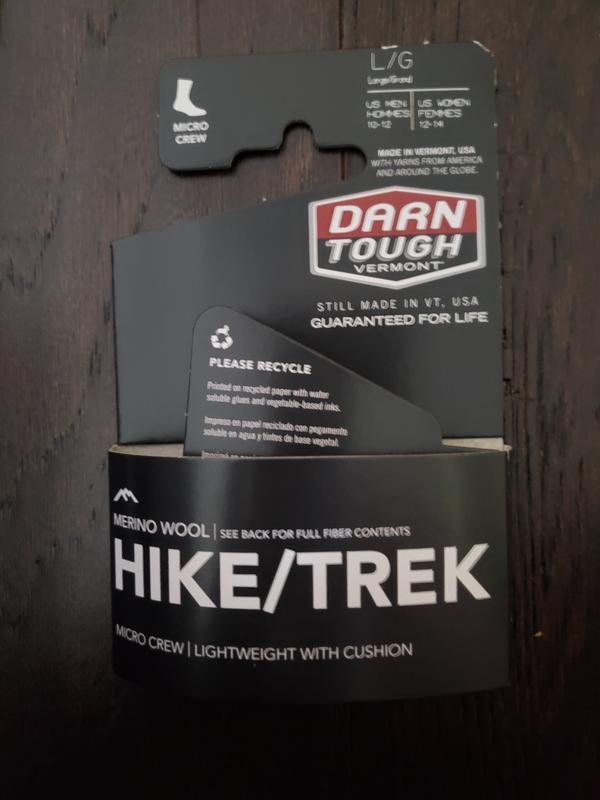 L/G
Large/Grand
US MEN
HOMMES
10-12
US WOMEN
FEMMES
12-14
MICRO
CREW
MADE IN VERMONT, USA
WITH YARNS FROM AMERICA
AND AROUND THE GLOBE.
DARN
TOUGH
VERMONT
STILL MADE IN VT, USA
GUARANTEED FOR LIFE
PLEASE RECYCLE
Printed on recycled paper with water
soluble glues and vegetable-based inks.
Impreso en papel reciclado con pegamento
soluble en agua y tintes de base vegetal.
MERINO WOOL | SEE BACK FOR FULL FIBER CONTENTS
HIKE/TREK
MICRO CREW | LIGHTWEIGHT WITH CUSHION